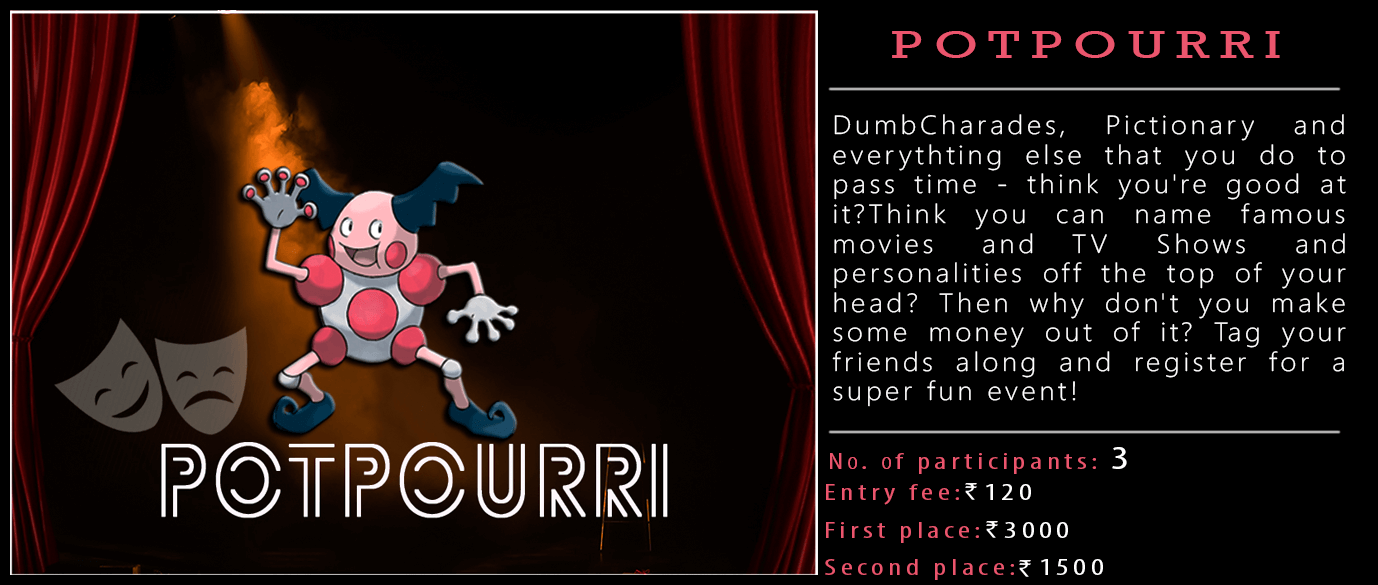 POTPOURRI
POTPOURRI
DumbCharades, Pictionary and
everythting else that you do to
pass time - think you're good at
it?Think you can name famous
movies and TV Shows and
personalities off the top of your
head? Then why don't you make
some money out of it? Tag your
friends along and register for a
super fun event!
No. of participants: 3
Entry fee:₹120
First place:₹3000
Second place:₹1500